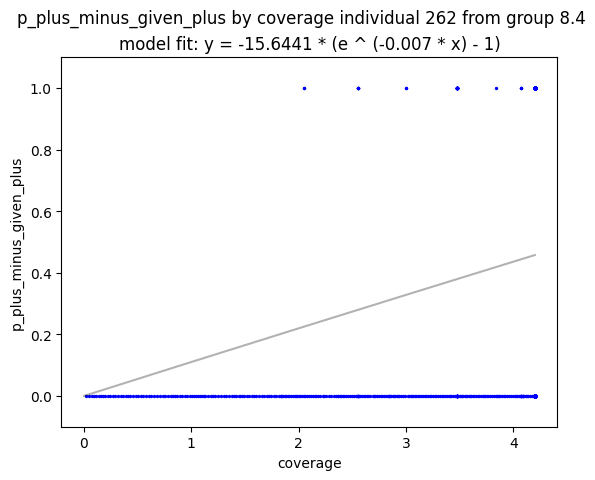 p_plus_minus_given_plus by coverage individual 262 from group 8.4
model fit: y = -15.6441 * (e ^ (-0.007 * x) - 1)
1.0
0.8
0.6
0.4
0.2
0.0
p_plus_minus_given_plus
0 1 2 3 4
coverage